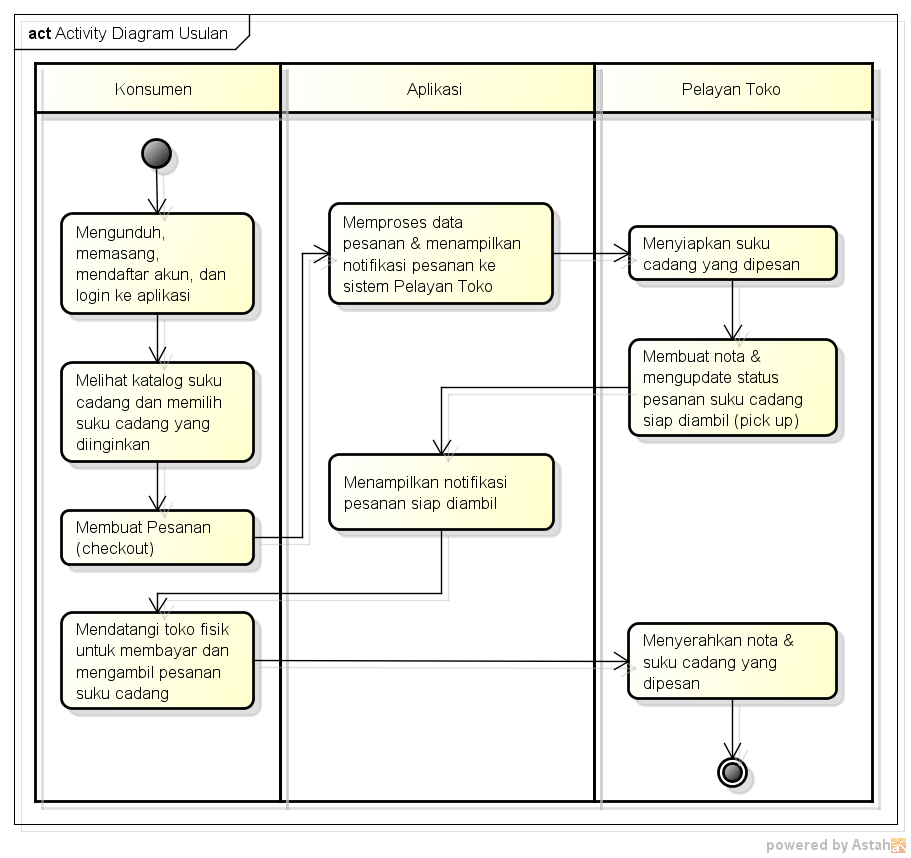 act Activity Diagram Usulan
Konsumen
Aplikasi
Pelayan Toko
Mengunduh,
memasang,
mendaftar akun, dan
login ke aplikasi
Melihat katalog suku
cadang dan memilih
suku cadang yang
diinginkan
Membuat Pesanan
(checkout)
Memproses data
pesanan & menampilkan
notifikasi pesanan ke
sistem Pelayan Toko
Menyiapkan suku
cadang yang dipesan
Membuat nota &
mengupdate status
pesanan suku cadang
siap diambil (pick up)
Menampilkan notifikasi
pesanan siap diambil
Mendatangi toko fisik
untuk membayar dan
mengambil pesanan
suku cadang
Menyerahkan nota &
suku cadang yang
dipesan
powered by Astah